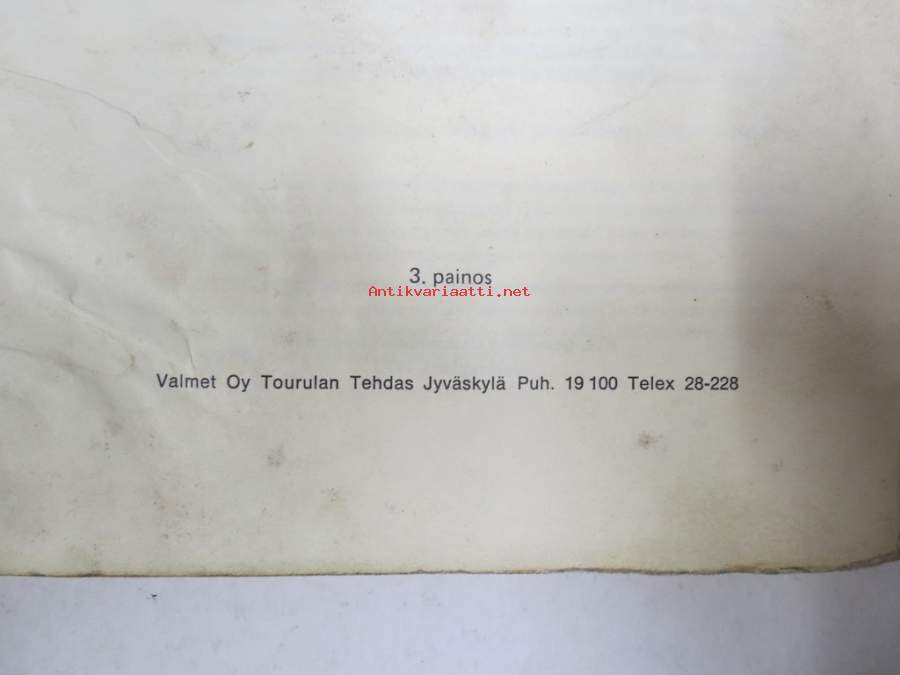 3. painos
Antikvariaatti.net
Valmet Oy Tourulan Tehdas Jyväskylä Puh. 19 100 Telex 28-228